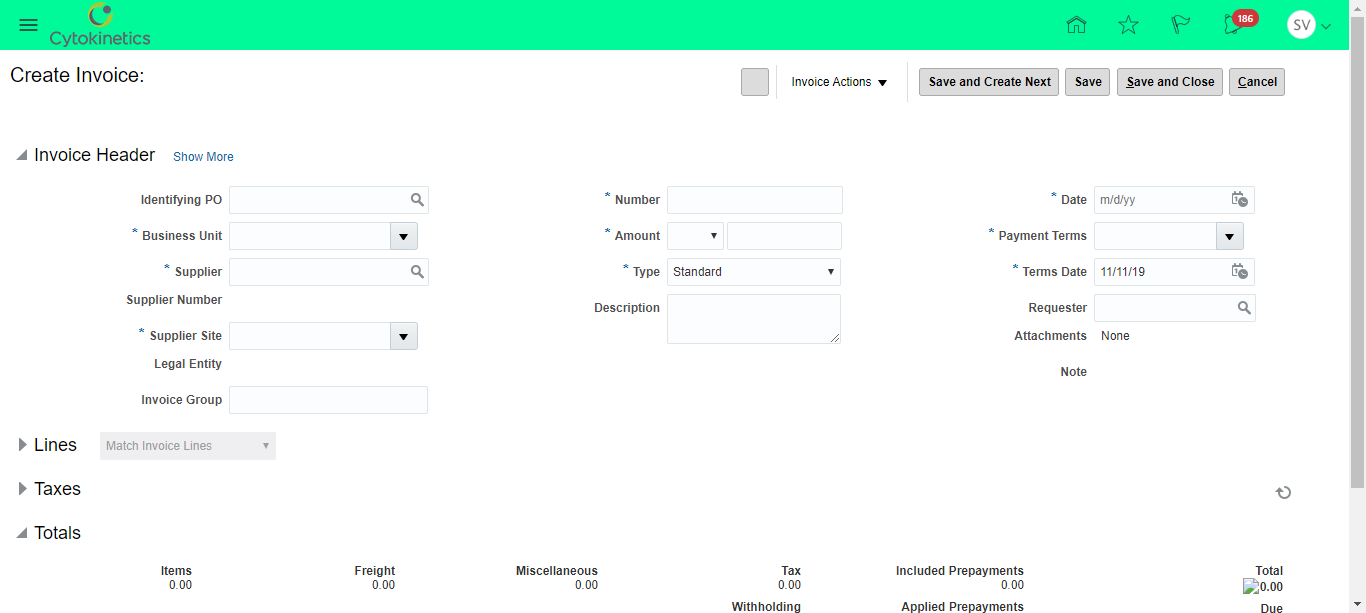 Cytokinetics
186
SV
Create Invoice:
Invoice Actions
Save and Create Next
Save
Save and Close
Cancel
Invoice Header
Show More
Identifying PO
* Number
* Date
m/d/yy
* Business Unit
* Amount
* Payment Terms
* Supplier
* Type
Standard
* Terms Date
11/11/19
Supplier Number
Description
Requester
* Supplier Site
Attachments
None
Legal Entity
Note
Invoice Group
Lines
Match Invoice Lines
Taxes
Totals
Items
Freight
Miscellaneous
Tax
Included Prepayments
Total
0.00
0.00
0.00
0.00
0.00
0.00
Withholding
Applied Prepayments
Due